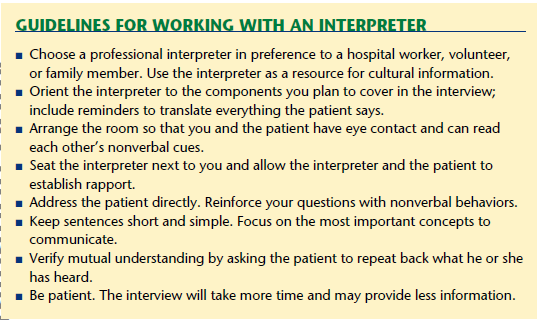 GUIDELINES FOR WORKING WITH AN INTERPRETER
■ Choose a professional interpreter in preference to a hospital worker, volunteer,
or family member. Use the interpreter as a resource for cultural information.
■ Orient the interpreter to the components you plan to cover in the interview;
include reminders to translate everything the patient says.
■ Arrange the room so that you and the patient have eye contact and can read
each other's nonverbal cues.
■ Seat the interpreter next to you and allow the interpreter and the patient to
establish rapport.
■ Address the patient directly. Reinforce your questions with nonverbal behaviors.
■ Keep sentences short and simple. Focus on the most important concepts to
communicate.
■ Verify mutual understanding by asking the patient to repeat back what he or she
has heard.
■ Be patient. The interview will take more time and may provide less information.